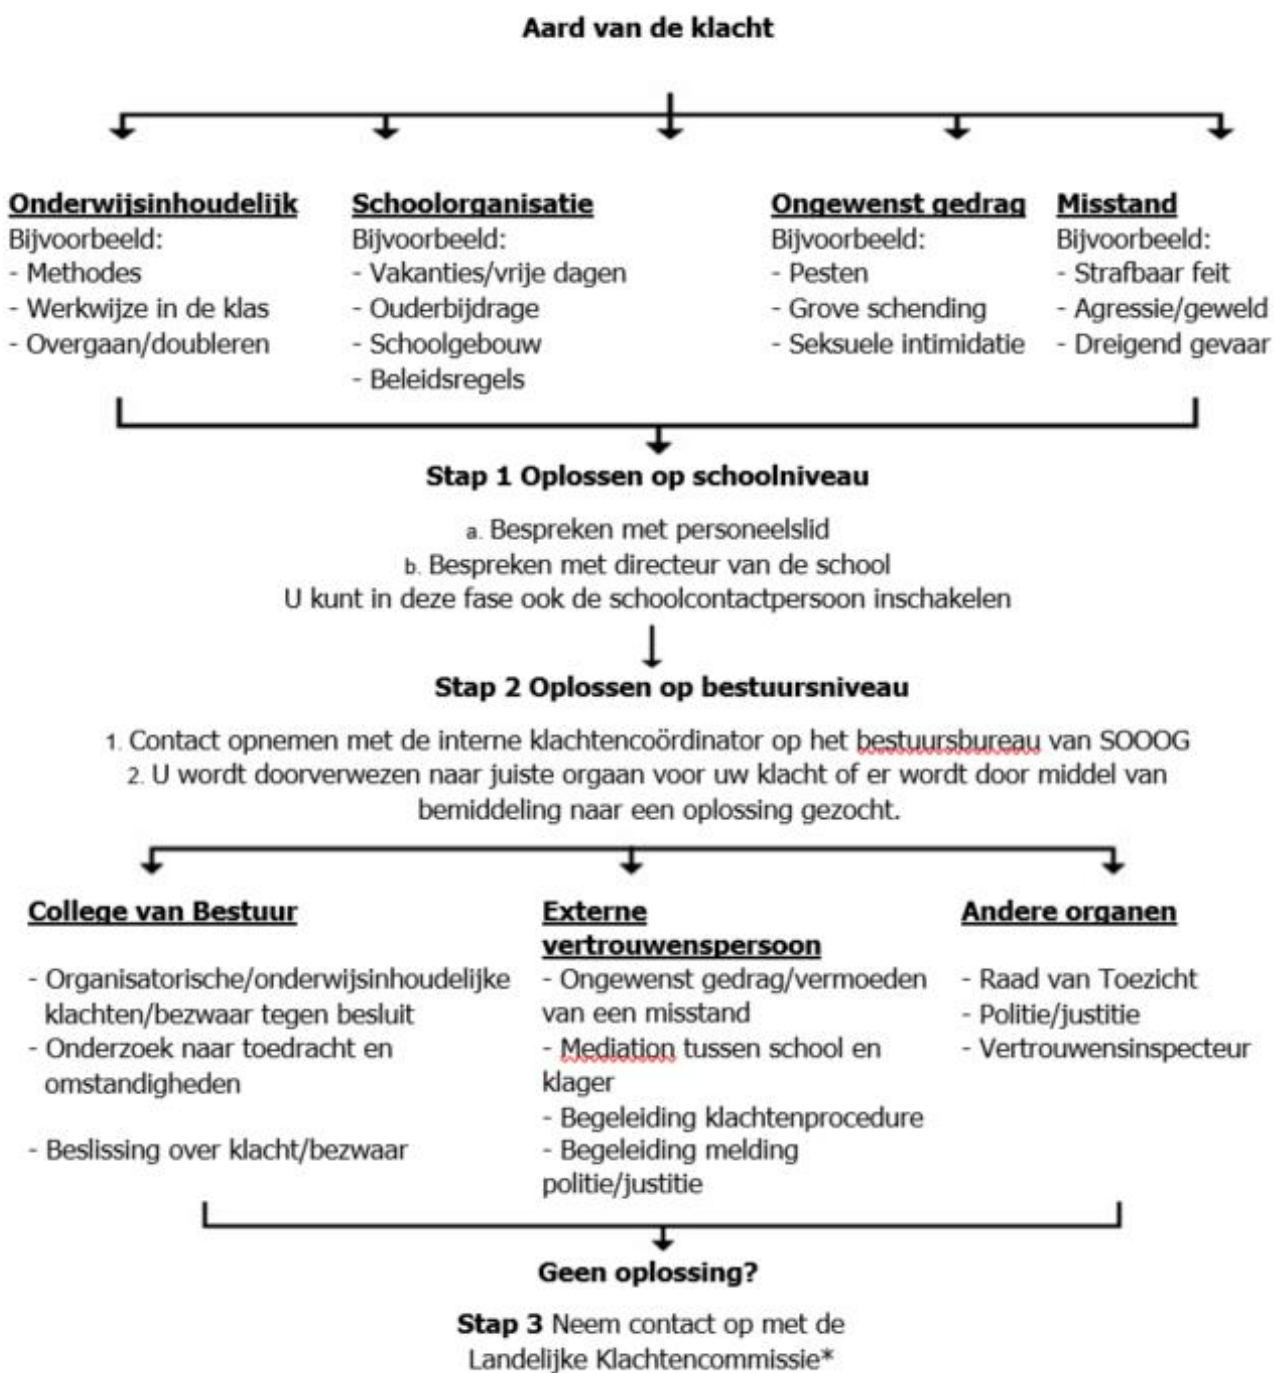 Aard van de klacht
Onderwijsinhoudelijk
Bijvoorbeeld:
- Methodes
- Werkwijze in de klas
- Overgaan/doubleren
Schoolorganisatie
Bijvoorbeeld:
- Vakanties/vrije dagen
- Ouderbijdrage
- Schoolgebouw
- Beleidsregels
Ongewenst gedrag
Bijvoorbeeld:
- Pesten
- Grove schending
- Seksuele intimidatie
Misstand
Bijvoorbeeld:
- Strafbaar feit
- Agressie/geweld
- Dreigend gevaar
Stap 1 Oplossen op schoolniveau
a. Bespreken met personeelslid
b. Bespreken met directeur van de school
U kunt in deze fase ook de schoolcontactpersoon inschakelen
Stap 2 Oplossen op bestuursniveau
1. Contact opnemen met de interne klachtencoördinator op het bestuursbureau van SOOOG
2. U wordt doorverwezen naar juiste orgaan voor uw klacht of er wordt door middel van
bemiddeling naar een oplossing gezocht.
College van Bestuur
- Organisatorische/onderwijsinhoudelijke
klachten/bezwaar tegen besluit
- Onderzoek naar toedracht en
omstandigheden
- Beslissing over klacht/bezwaar
Externe
vertrouwenspersoon
- Ongewenst gedrag/vermoeden
van een misstand
- Mediation tussen school en
klager
- Begeleiding klachtenprocedure
- Begeleiding melding
politie/justitie
Andere organen
- Raad van Toezicht
- Politie/justitie
- Vertrouwensinspecteur
Geen oplossing?
Stap 3 Neem contact op met de
Landelijke Klachtencommissie*